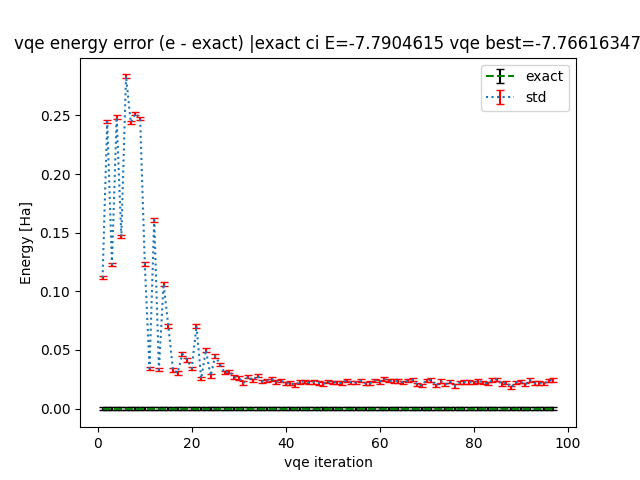 vqe energy error (e - exact) |exact ci E=-7.7904615 vqe best=-7.76616347
exact
std
Energy [Ha]
0.25
0.20
0.15
0.10
0.05
0.00
0 20 40 60 80 100
vqe iteration